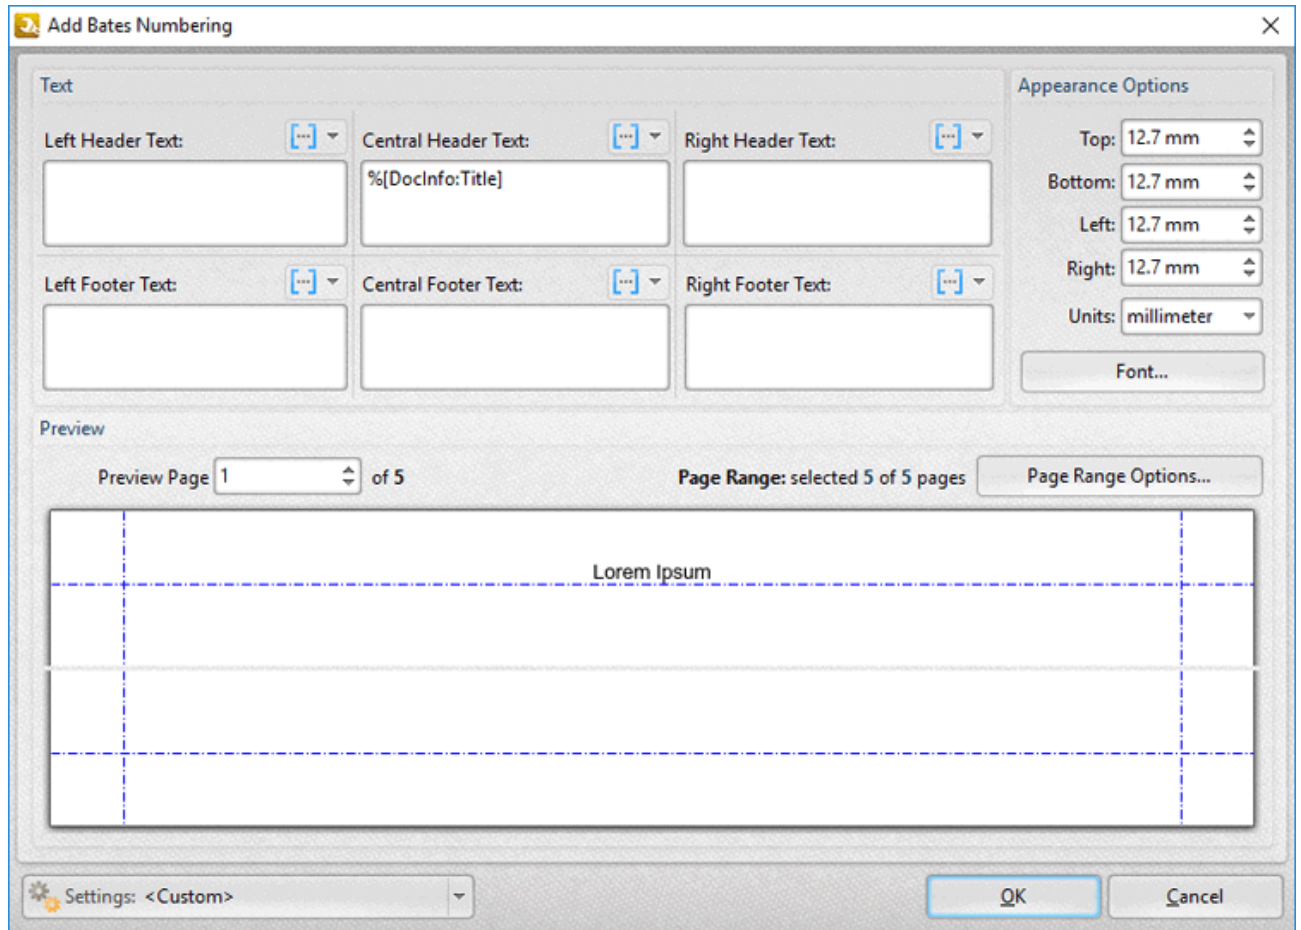 Add Bates Numbering
Text
Appearance Options
Left Header Text:
Central Header Text:
Right Header Text:
%[DocInfo:Title]
Top: 12.7 mm
Bottom: 12.7 mm
Left: 12.7 mm
Right: 12.7 mm
Units: millimeter
Font...
Left Footer Text:
Central Footer Text:
Right Footer Text:
Preview
Preview Page 1 of 5
Page Range: selected 5 of 5 pages
Page Range Options...
Lorem Ipsum
Settings: <Custom>
OK
Cancel